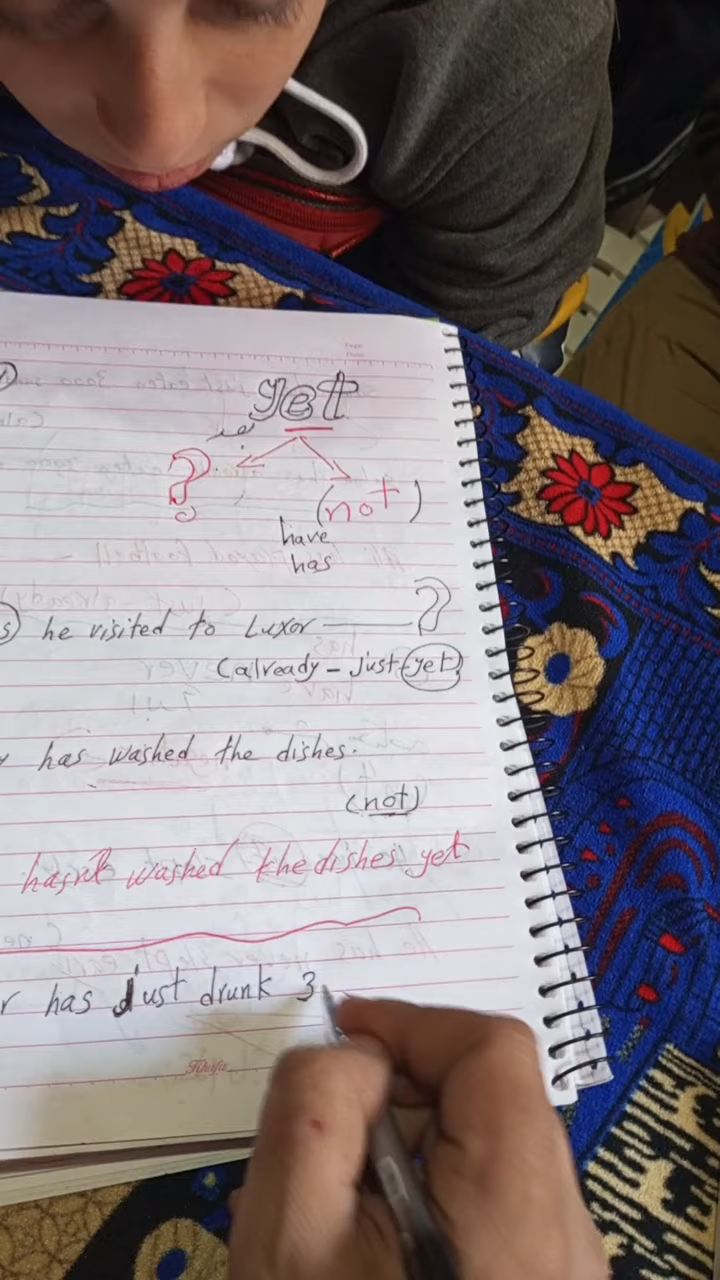 yet
?
(not)
have
has
s) he visited to Luxor ?
(already - just - yet)
has washed the dishes.
(not)
hasn't washed the dishes yet
r has Just drunk 3